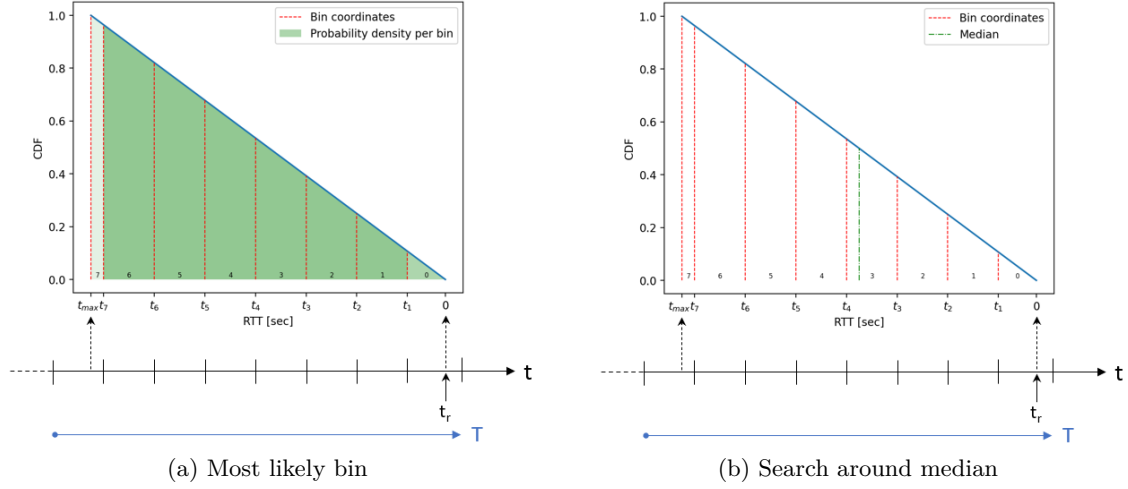 1.0
0.8
0.6
0.4
0.2
0.0
CDF
Bin coordinates
Probability density per bin
7 6 5 4 3 2 1 0
t_max t_7 t_6 t_5 t_4 t_3 t_2 t_1 0
RTT [sec]
t
t_r
T
(a) Most likely bin
1.0
0.8
0.6
0.4
0.2
0.0
CDF
Bin coordinates
Median
7 6 5 4 3 2 1 0
t_max t_7 t_6 t_5 t_4 t_3 t_2 t_1 0
RTT [sec]
t
t_r
T
(b) Search around median